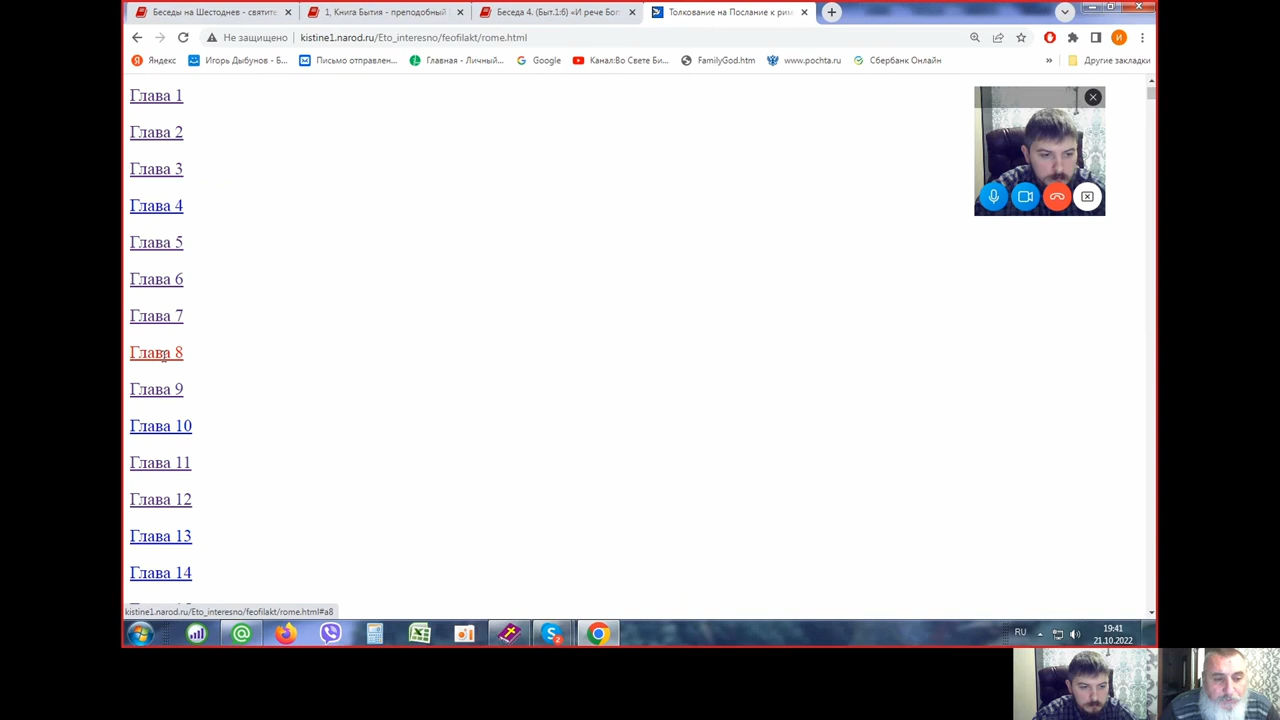 Беседы на Шестоднев - святите
1, Книга Бытия - преподобный
Беседа 4. (Быт.1:6) «И рече Бог
Толкование на Послание к рим
Не защищено
kistine1.narod.ru/Eto_interesno/feofilakt/rome.html
Яндекс
Игорь Дыбунов - Б...
Письмо отправлен...
Главная - Личный...
Google
Канал:Во Свете Би...
FamilyGod.htm
www.pochta.ru
Сбербанк Онлайн
»
Другие закладки
Глава 1
Глава 2
Глава 3
Глава 4
Глава 5
Глава 6
Глава 7
Глава 8
Глава 9
Глава 10
Глава 11
Глава 12
Глава 13
Глава 14
kistine1.narod.ru/Eto_interesno/feofilakt/rome.html#a8
RU
19:41
21.10.2022